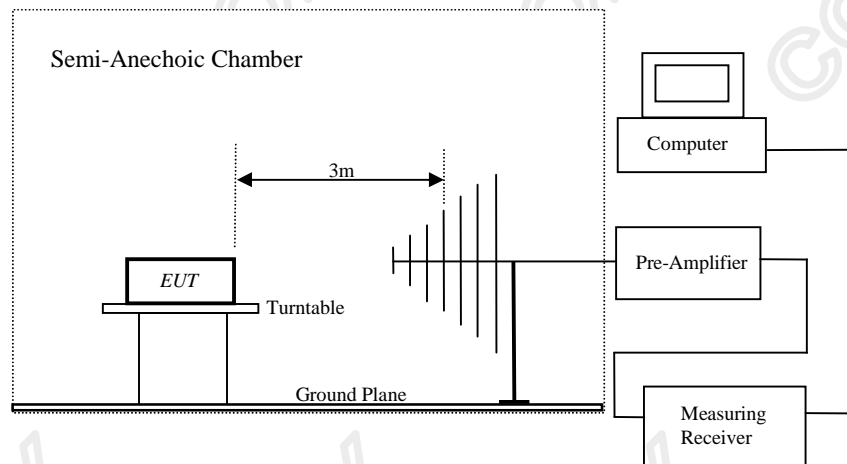 Semi-Anechoic Chamber
Computer
3m
Pre-Amplifier
EUT
Turntable
Ground Plane
Measuring
Receiver